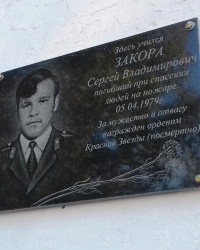 Здесь учился
ЗАКОРА
Сергей Владимирович
погибший при спасении
людей на пожаре
05.04.1979г.
За мужество и отвагу
награжден орденом
Красной Звезды (посмертно)